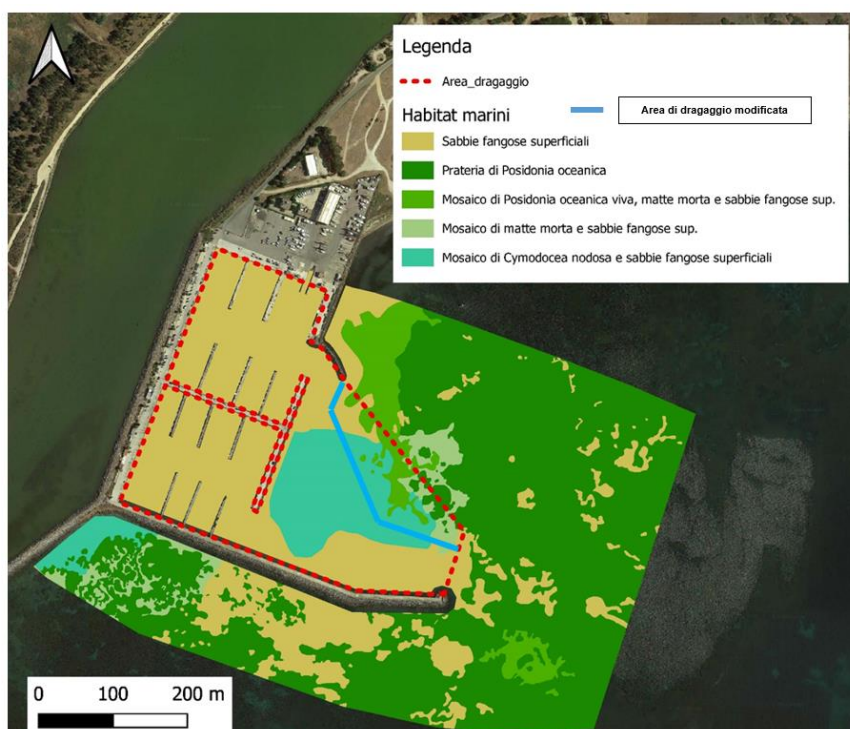 Legenda
Area_dragaggio
Habitat marini
Area di dragaggio modificata
Sabbie fangose superficiali
Prateria di Posidonia oceanica
Mosaico di Posidonia oceanica viva, matte morta e sabbie fangose sup.
Mosaico di matte morta e sabbie fangose sup.
Mosaico di Cymodocea nodosa e sabbie fangose superficiali
0 100 200 m